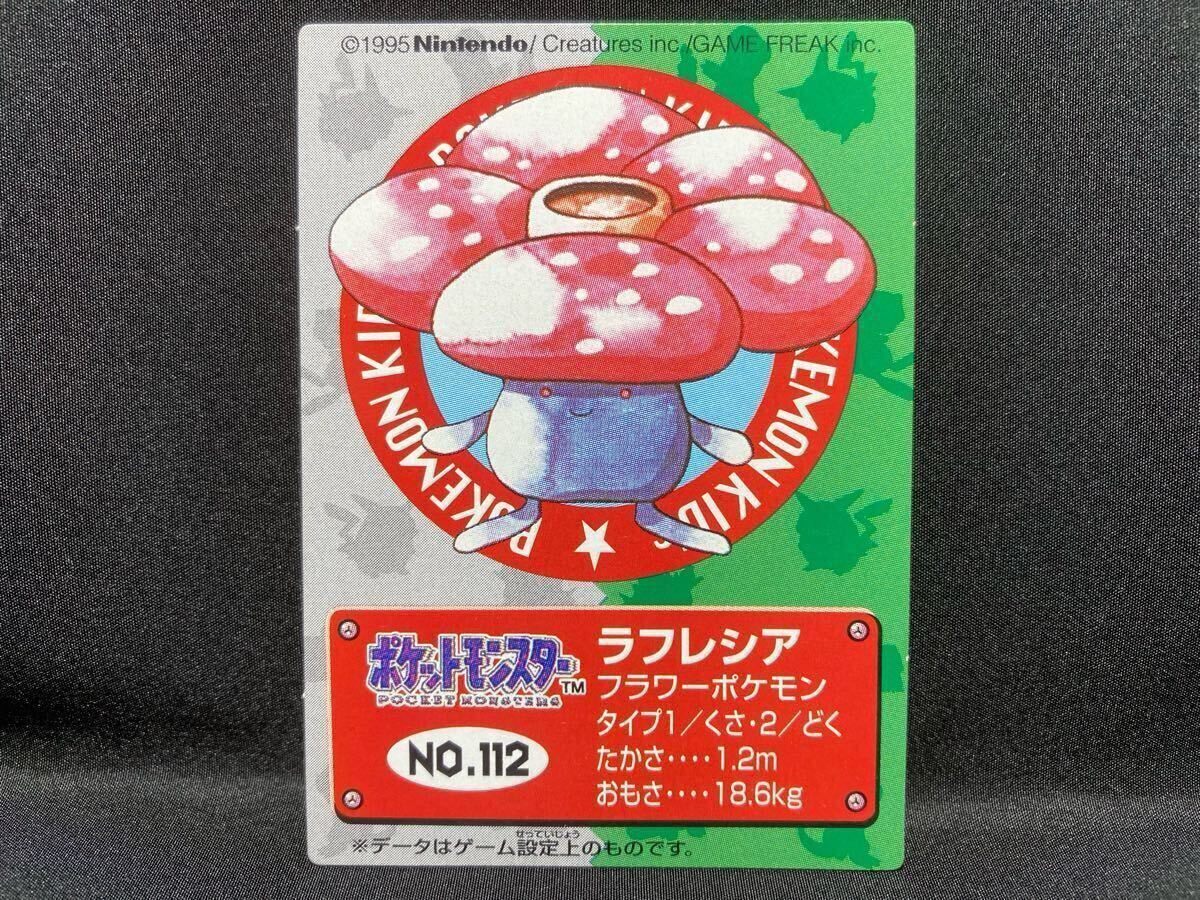 ©1995 Nintendo/ Creatures inc./GAME FREAK inc.
POKEMON KIDS
ポケットモンスター TM
POCKET MONSTERS
NO.112
ラフレシア
フラワーポケモン
タイプ1／くさ・2／どく
たかさ‥‥1.2m
おもさ‥‥18.6kg
せっていじょう
※データはゲーム設定上のものです。